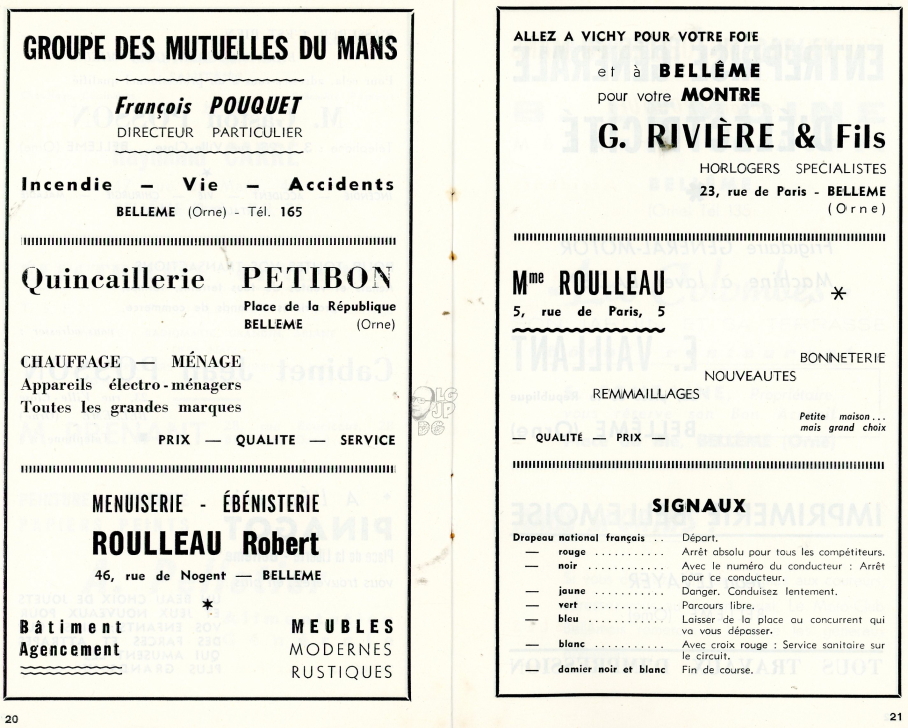 GROUPE DES MUTUELLES DU MANS
François POUQUET
DIRECTEUR PARTICULIER
Incendie — Vie — Accidents
BELLEME (Orne) - Tél. 165
Quincaillerie PETIBON
Place de la République
BELLEME (Orne)
CHAUFFAGE — MÉNAGE
Appareils électro-ménagers
Toutes les grandes marques
PRIX — QUALITE — SERVICE
MENUISERIE - ÉBÉNISTERIE
ROULLEAU Robert
46, rue de Nogent — BELLEME
*
Bâtiment MEUBLES
Agencement MODERNES
RUSTIQUES
20
ALLEZ A VICHY POUR VOTRE FOIE
et à BELLÊME
pour votre MONTRE
G. RIVIÈRE & Fils
HORLOGERS SPECIALISTES
23, rue de Paris - BELLEME
(Orne)
Mme ROULLEAU
5, rue de Paris, 5
*
BONNETERIE
NOUVEAUTES
REMMAILLAGES
Petite maison...
mais grand choix
— QUALITÉ — PRIX —
SIGNAUX
Drapeau national français .. Départ.
— rouge ........... Arrêt absolu pour tous les compétiteurs.
— noir ........... Avec le numéro du conducteur : Arrêt
pour ce conducteur.
— jaune ........... Danger. Conduisez lentement.
— vert ........... Parcours libre.
— bleu ........... Laisser de la place au concurrent qui
va vous dépasser.
— blanc ........... Avec croix rouge : Service sanitaire sur
le circuit.
— damier noir et blanc Fin de course.
21
LG
JP
DG